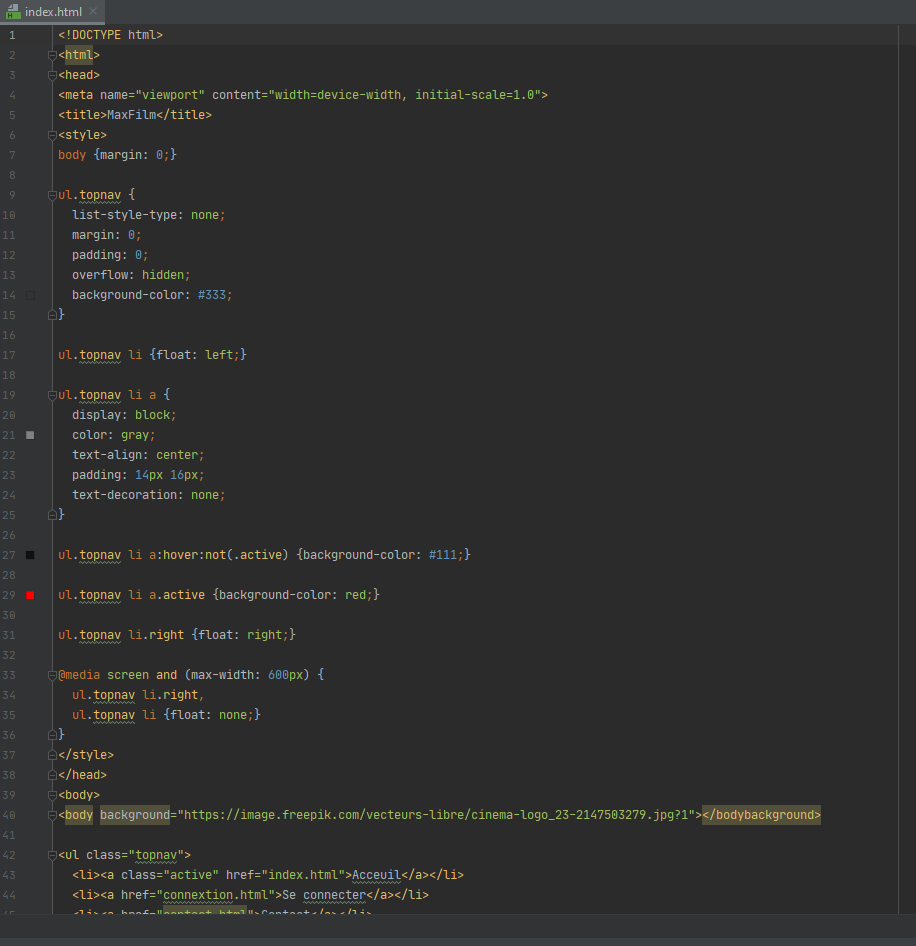 index.html
1 <!DOCTYPE html>
2 <html>
3 <head>
4 <meta name="viewport" content="width=device-width, initial-scale=1.0">
5 <title>MaxFilm</title>
6 <style>
7 body {margin: 0;}
8
9 ul.topnav {
10   list-style-type: none;
11   margin: 0;
12   padding: 0;
13   overflow: hidden;
14   background-color: #333;
15 }
16
17 ul.topnav li {float: left;}
18
19 ul.topnav li a {
20   display: block;
21   color: gray;
22   text-align: center;
23   padding: 14px 16px;
24   text-decoration: none;
25 }
26
27 ul.topnav li a:hover:not(.active) {background-color: #111;}
28
29 ul.topnav li a.active {background-color: red;}
30
31 ul.topnav li.right {float: right;}
32
33 @media screen and (max-width: 600px) {
34   ul.topnav li.right,
35   ul.topnav li {float: none;}
36 }
37 </style>
38 </head>
39 <body>
40 <body background="https://image.freepik.com/vecteurs-libre/cinema-logo_23-2147503279.jpg?1"></bodybackground>
41
42 <ul class="topnav">
43   <li><a class="active" href="index.html">Acceuil</a></li>
44   <li><a href="connextion.html">Se connecter</a></li>
45   <li><a href="contact.html">Contact</a></li>